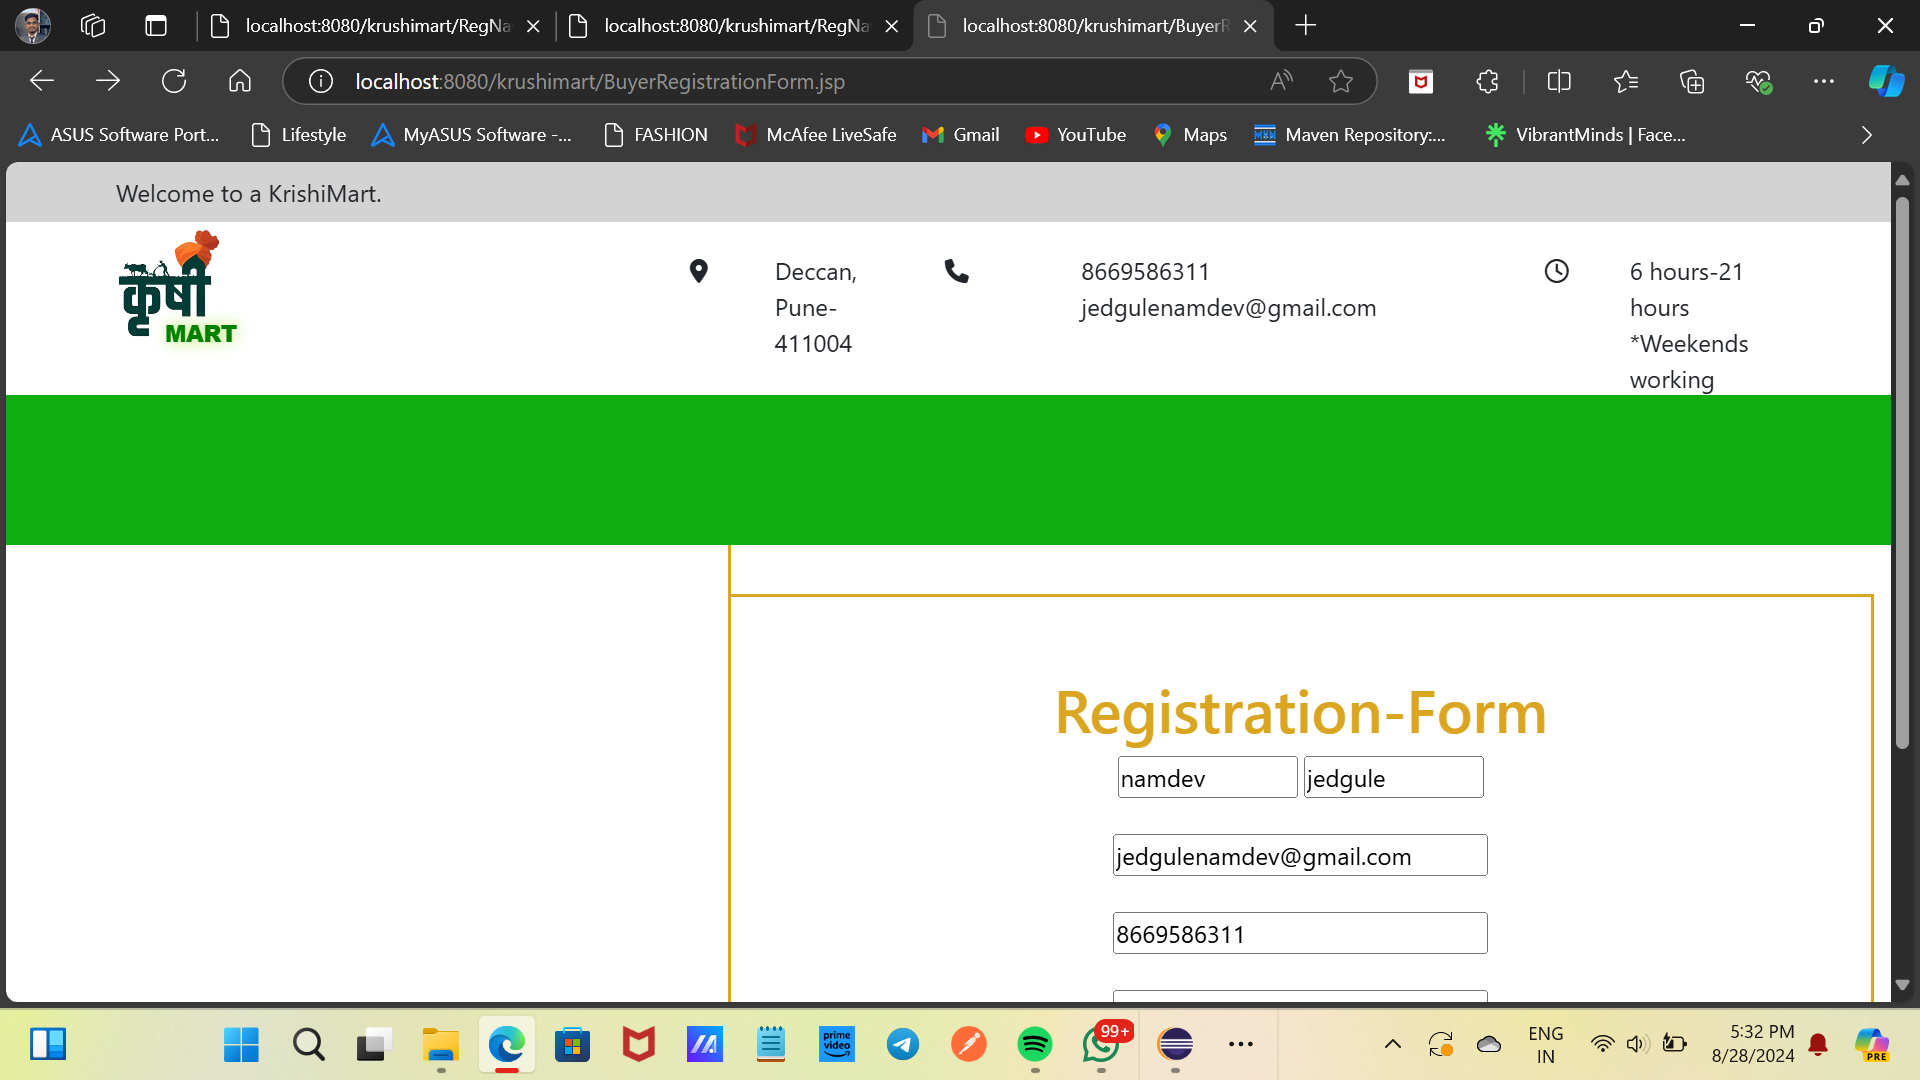 localhost:8080/krushimart/RegNa
localhost:8080/krushimart/RegNa
localhost:8080/krushimart/BuyerR
localhost:8080/krushimart/BuyerRegistrationForm.jsp
ASUS Software Port...
Lifestyle
MyASUS Software -...
FASHION
McAfee LiveSafe
Gmail
YouTube
Maps
Maven Repository:...
VibrantMinds | Face...
Welcome to a KrishiMart.
कृषी
MART
Deccan,
Pune-
411004
8669586311
jedgulenamdev@gmail.com
6 hours-21
hours
*Weekends
working
Registration-Form
namdev
jedgule
jedgulenamdev@gmail.com
8669586311
prime
video
99+
ENG
IN
5:32 PM
8/28/2024
PRE